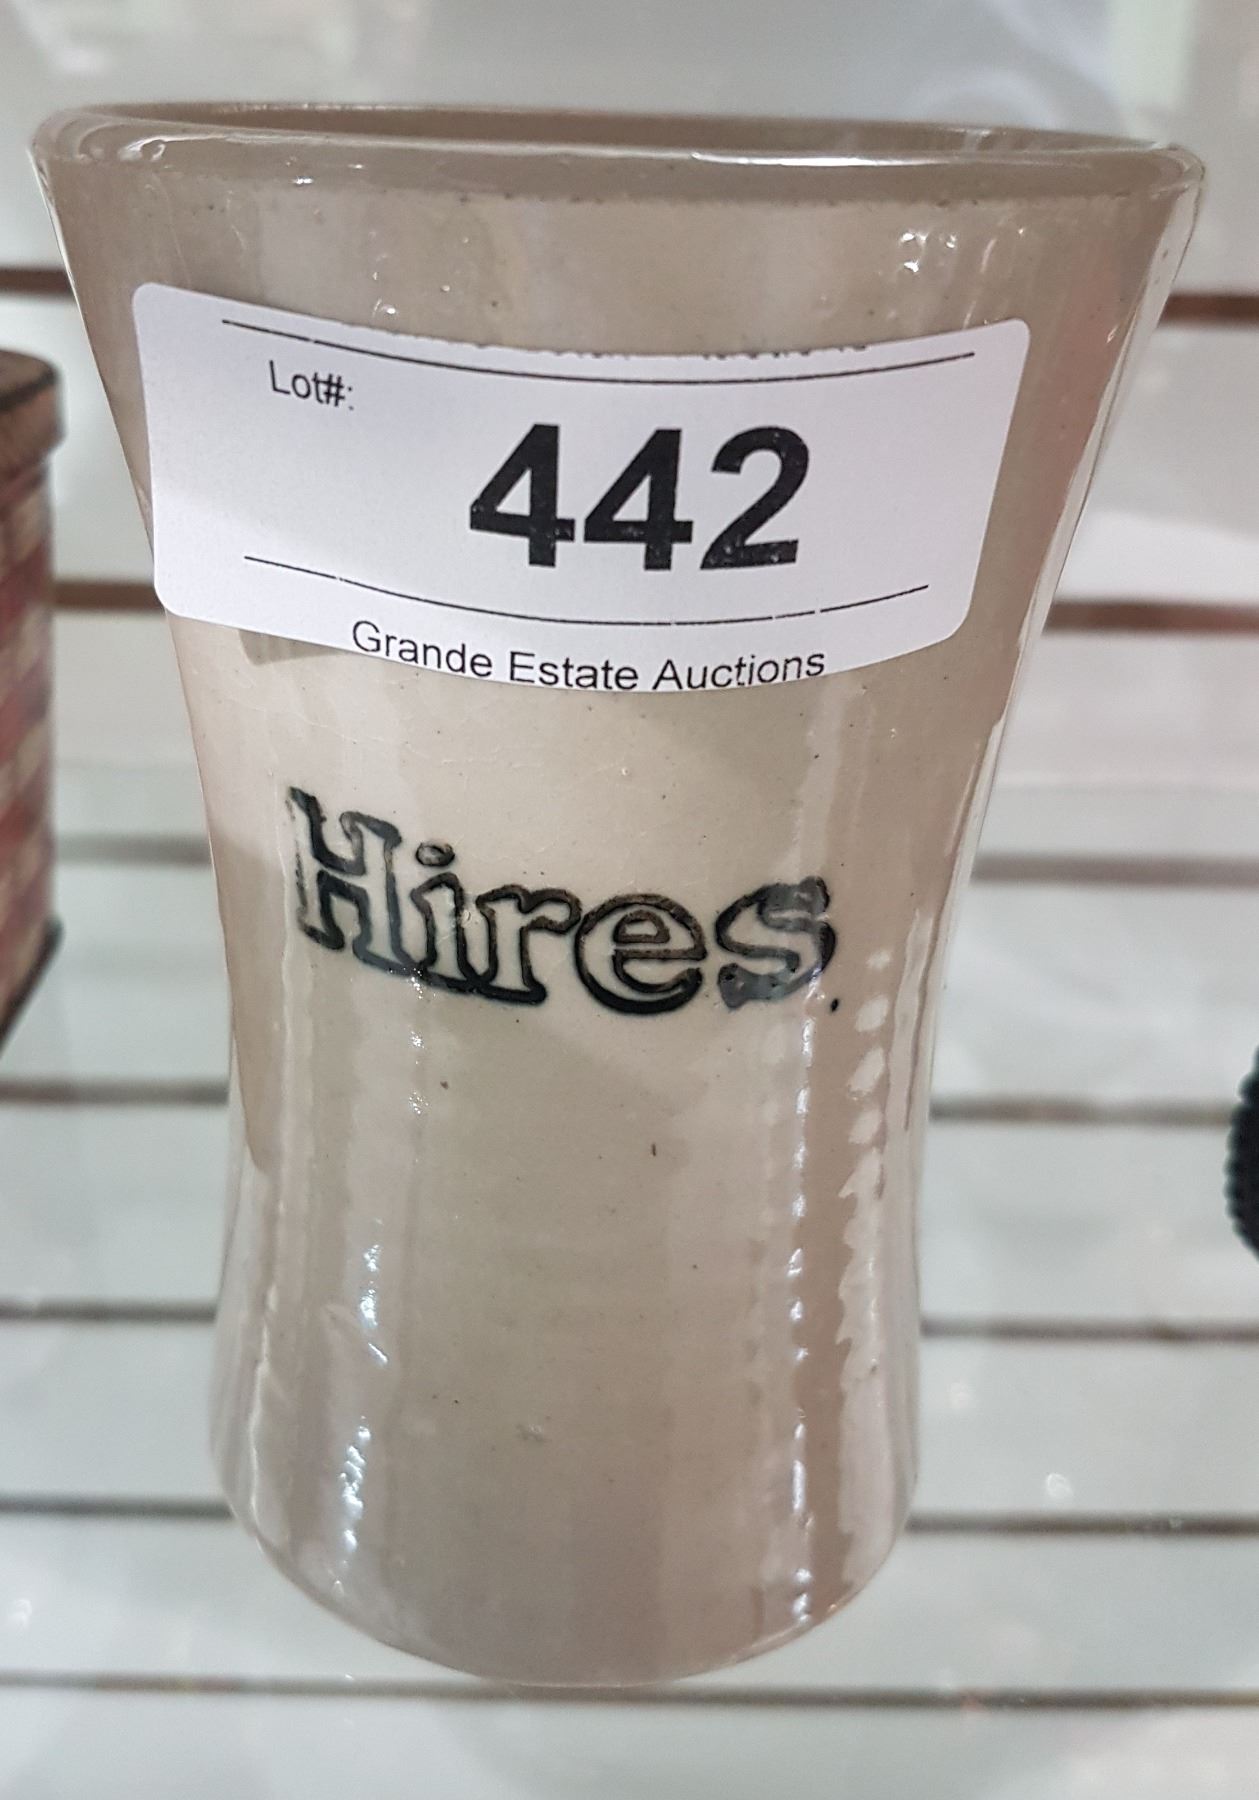 Lot#:
442
Grande Estate Auctions
Hires.